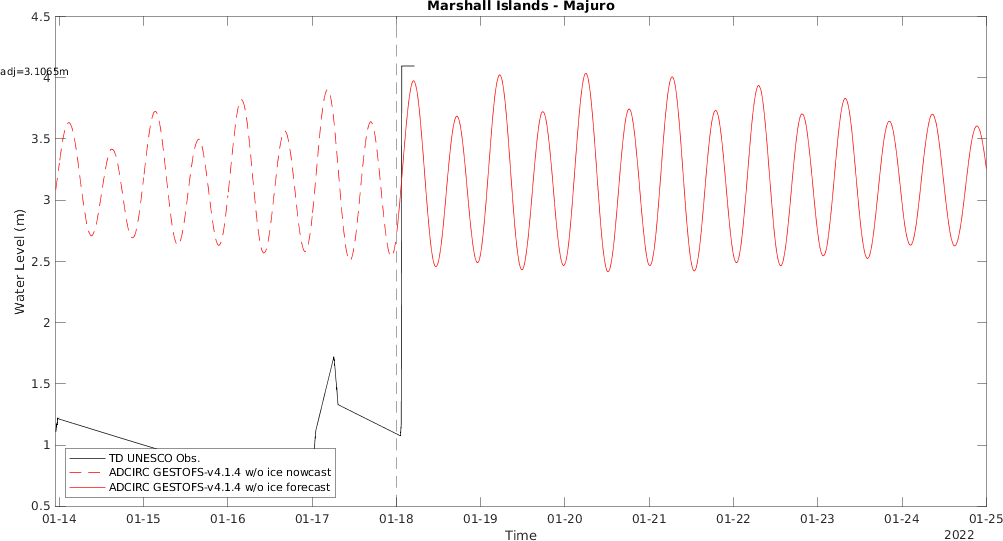 Marshall Islands - Majuro
adj=3.1065m
4.5
4
3.5
3
2.5
2
1.5
1
0.5
Water Level (m)
TD UNESCO Obs.
ADCIRC GESTOFS-v4.1.4 w/o ice nowcast
ADCIRC GESTOFS-v4.1.4 w/o ice forecast
01-14 01-15 01-16 01-17 01-18 01-19 01-20 01-21 01-22 01-23 01-24 01-25
Time
2022